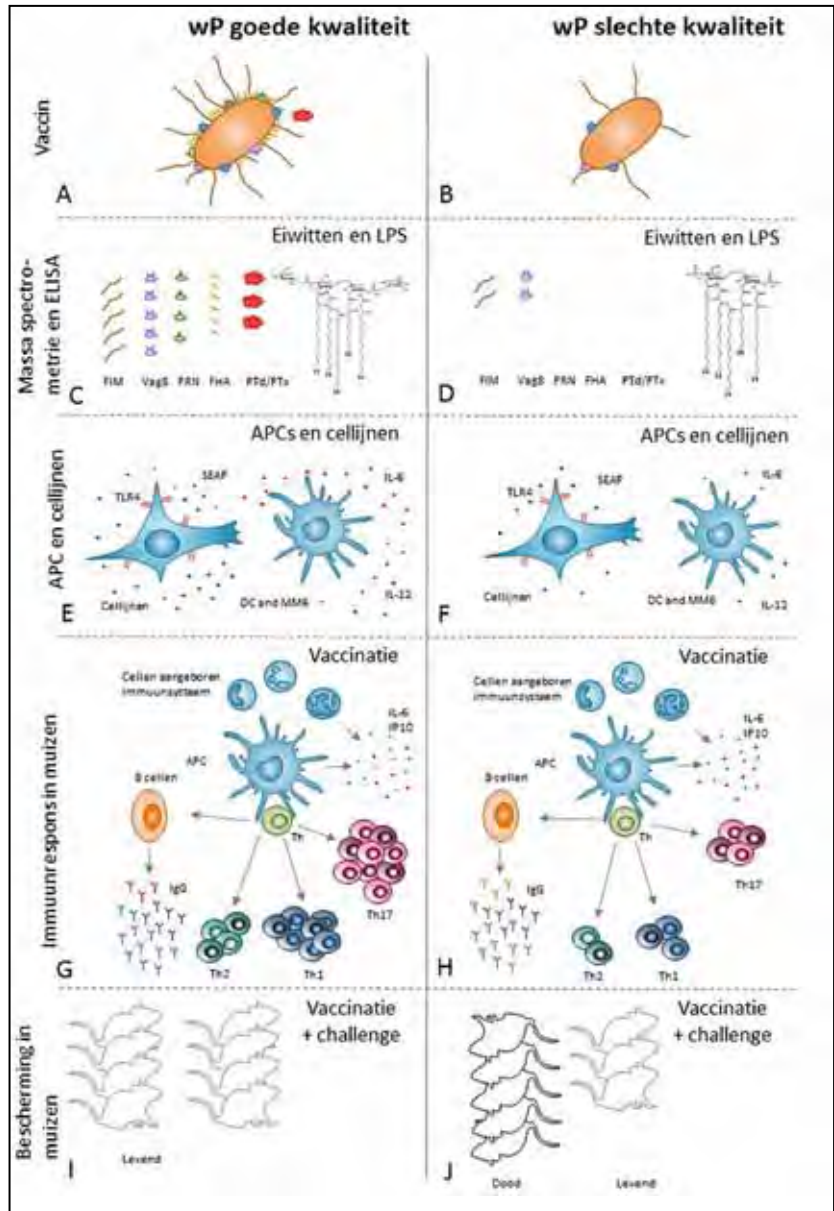 wP goede kwaliteit
wP slechte kwaliteit
Vaccin
A
B
Massa spectro-
metrie en ELISA
Eiwitten en LPS
FIM
Vag8
PRN
FHA
PTd/PTx
C
Eiwitten en LPS
FIM
Vag8
PRN
FHA
PTd/PTx
D
APC en cellijnen
APCs en cellijnen
TLR4
SEAP
IL-6
Cellijnen
DC and MM6
IL-12
E
APCs en cellijnen
TLR4
SEAP
IL-6
Cellijnen
DC and MM6
IL-12
F
Immuunrespons in muizen
Vaccinatie
Cellen aangeboren
immuunsysteem
IL-6
IP10
APC
B cellen
Th
IgG
Th17
Th2
Th1
G
Vaccinatie
Cellen aangeboren
immuunsysteem
IL-6
IP10
APC
B cellen
Th
IgG
Th17
Th2
Th1
H
Bescherming in
muizen
Vaccinatie
+ challenge
Levend
I
Vaccinatie
+ challenge
Dood
Levend
J